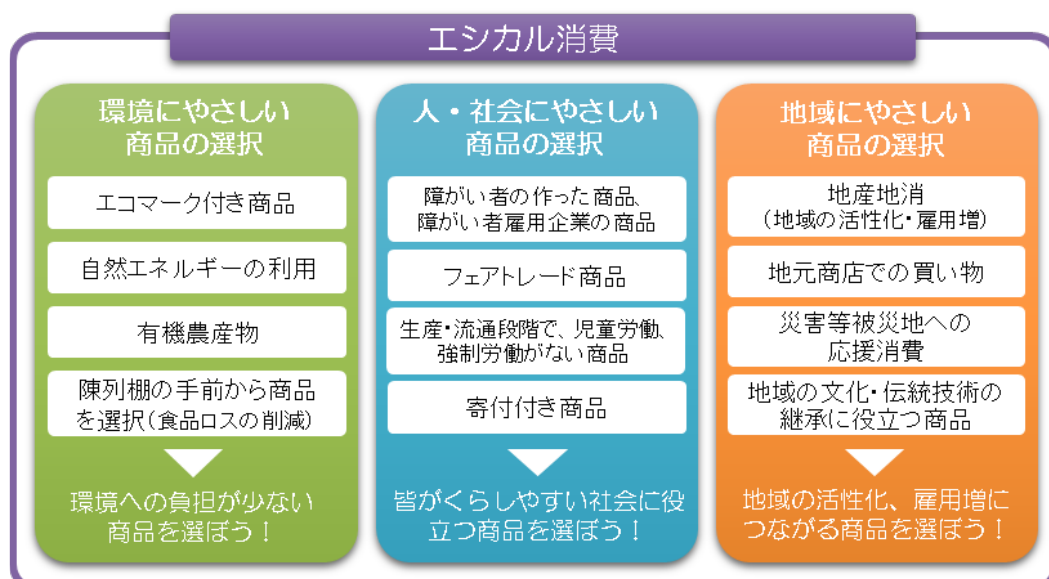 エシカル消費
環境にやさしい
商品の選択
エコマーク付き商品
自然エネルギーの利用
有機農産物
陳列棚の手前から商品
を選択(食品ロスの削減)
環境への負担が少ない
商品を選ぼう！
人・社会にやさしい
商品の選択
障がい者の作った商品、
障がい者雇用企業の商品
フェアトレード商品
生産・流通段階で、児童労働、
強制労働がない商品
寄付付き商品
皆がくらしやすい社会に役
立つ商品を選ぼう！
地域にやさしい
商品の選択
地産地消
(地域の活性化・雇用増)
地元商店での買い物
災害等被災地への
応援消費
地域の文化・伝統技術の
継承に役立つ商品
地域の活性化、雇用増に
つながる商品を選ぼう！